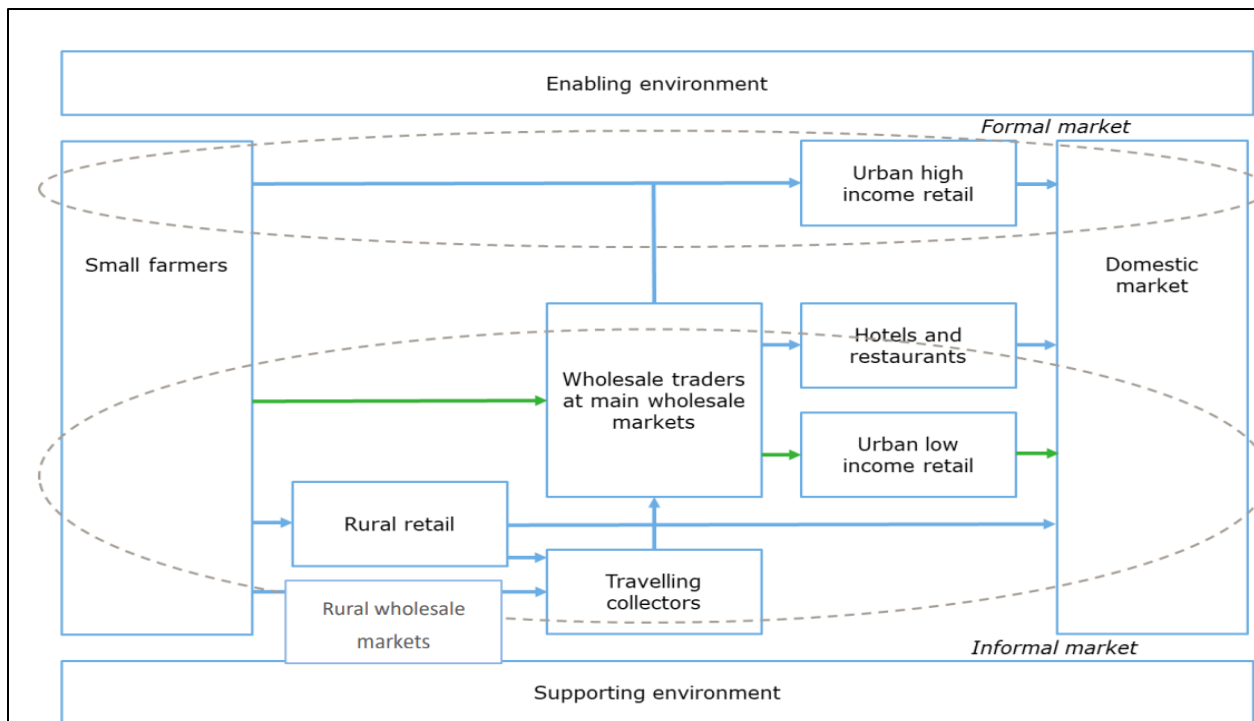 Enabling environment
Formal market
Urban high
income retail
Small farmers
Domestic
market
Hotels and
restaurants
Wholesale traders
at main wholesale
markets
Urban low
income retail
Rural retail
Travelling
collectors
Rural wholesale
markets
Informal market
Supporting environment